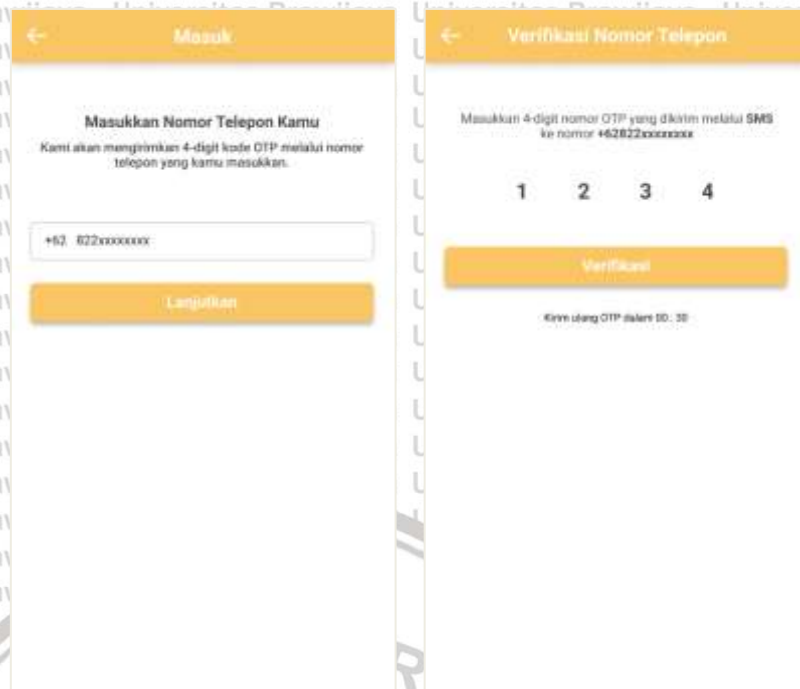 Masuk
Masukkan Nomor Telepon Kamu
Kami akan mengirimkan 4-digit kode OTP melalui nomor
telepon yang kamu masukkan.
+62 822xxxxxxxx
Lanjutkan
Verifikasi Nomor Telepon
Masukkan 4-digit nomor OTP yang dikirim melalui SMS
ke nomor +62822xxxxxxxx
1 2 3 4
Verifikasi
Kirim ulang OTP dalam 00 : 30